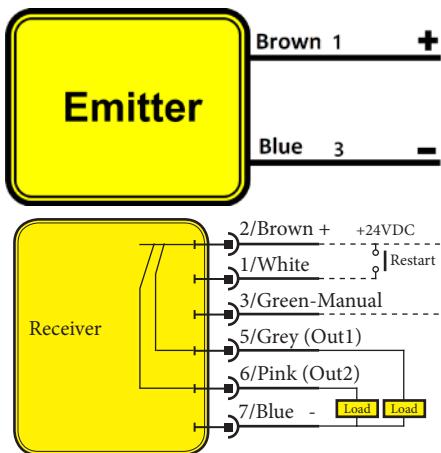 Brown 1 +
Emitter
Blue 3 -
2/Brown + +24VDC
1/White Restart
3/Green-Manual
Receiver
5/Grey (Out1)
6/Pink (Out2)
7/Blue - Load Load